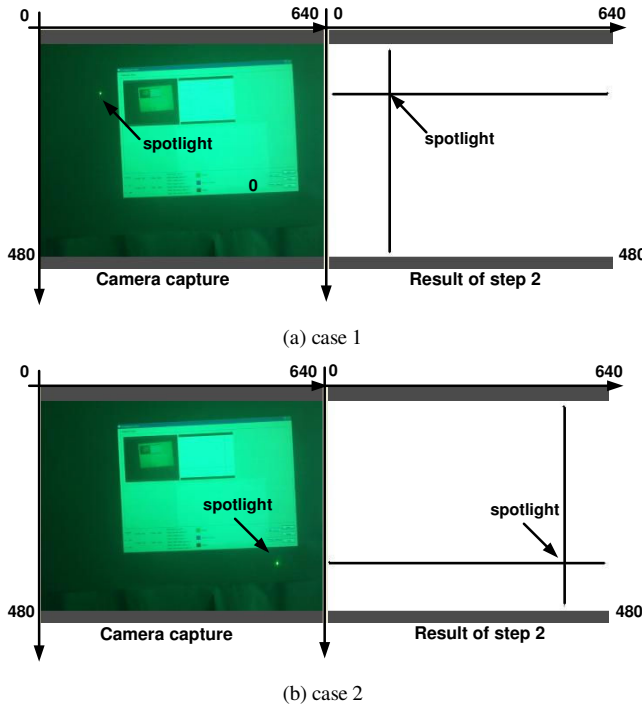 0 640 0 640
spotlight spotlight
0
480 480
Camera capture Result of step 2
(a) case 1
0 640 0 640
spotlight spotlight
480 480
Camera capture Result of step 2
(b) case 2